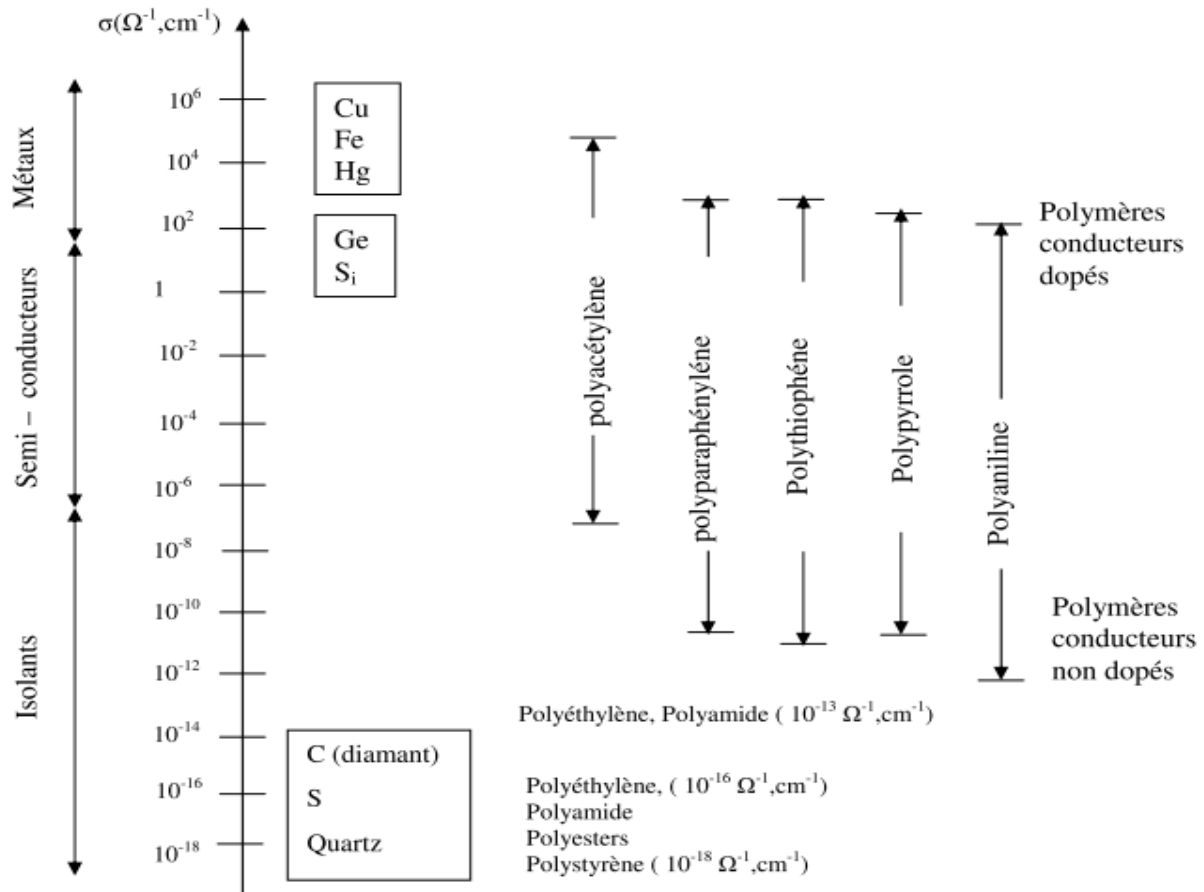 σ(Ω⁻¹,cm⁻¹)
Métaux
Semi – conducteurs
Isolants
10⁶
10⁴
10²
1
10⁻²
10⁻⁴
10⁻⁶
10⁻⁸
10⁻¹⁰
10⁻¹²
10⁻¹⁴
10⁻¹⁶
10⁻¹⁸
Cu
Fe
Hg
Ge
Sᵢ
C (diamant)
S
Quartz
polyacétylène
polyparaphényléne
Polythiophéne
Polypyrrole
Polyaniline
Polymères
conducteurs
dopés
Polymères
conducteurs
non dopés
Polyéthylène, Polyamide ( 10⁻¹³ Ω⁻¹,cm⁻¹)
Polyéthylène, ( 10⁻¹⁶ Ω⁻¹,cm⁻¹)
Polyamide
Polyesters
Polystyrène ( 10⁻¹⁸ Ω⁻¹,cm⁻¹)